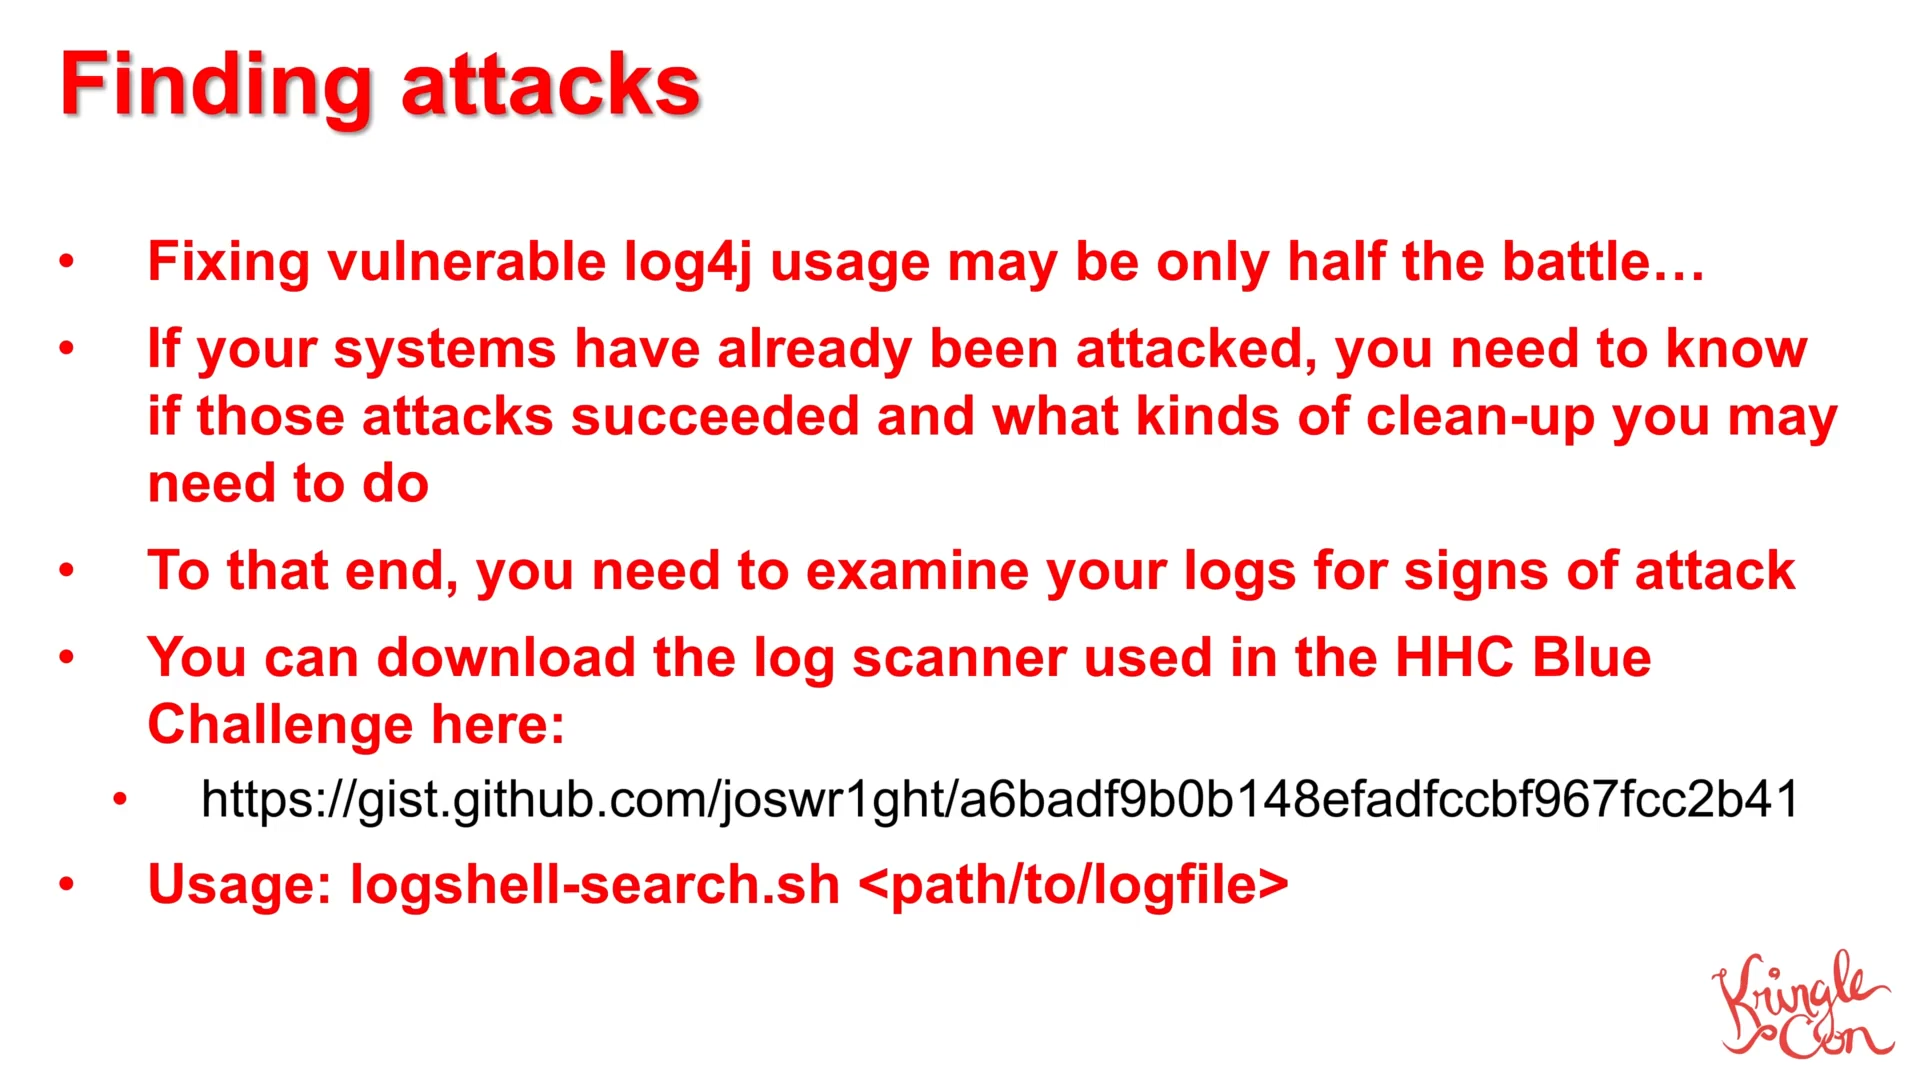 Finding attacks
• Fixing vulnerable log4j usage may be only half the battle…
• If your systems have already been attacked, you need to know
if those attacks succeeded and what kinds of clean-up you may
need to do
• To that end, you need to examine your logs for signs of attack
• You can download the log scanner used in the HHC Blue
Challenge here:
• https://gist.github.com/joswr1ght/a6badf9b0b148efadfccbf967fcc2b41
• Usage: logshell-search.sh <path/to/logfile>
Kringle
Con